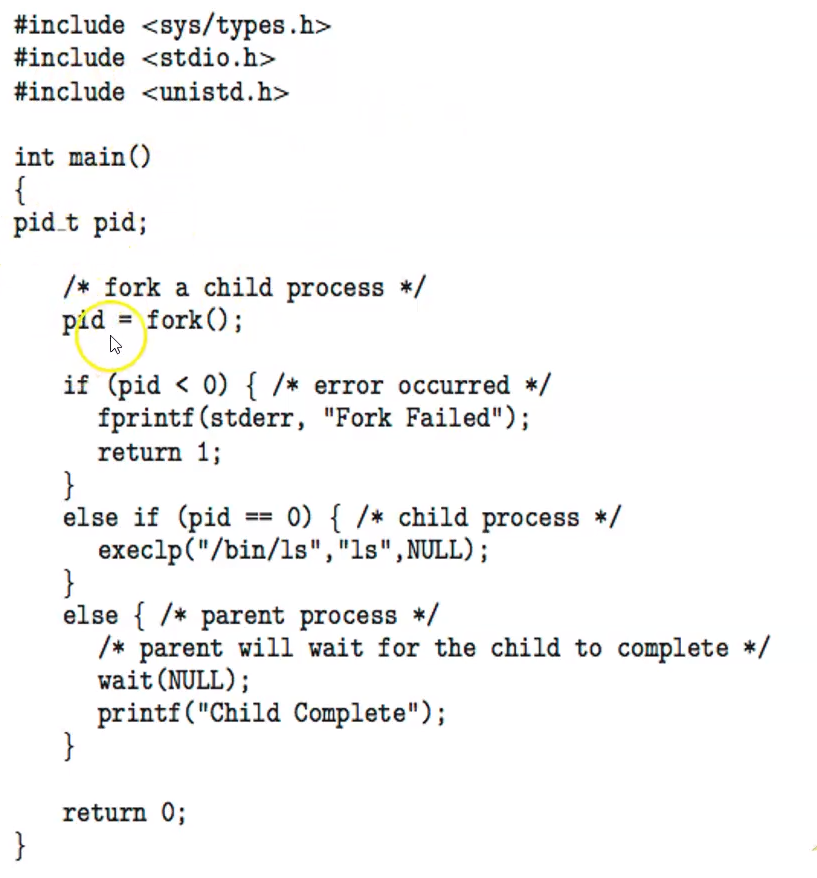 #include <sys/types.h>
#include <stdio.h>
#include <unistd.h>
int main()
{
pid_t pid;
/* fork a child process */
pid = fork();
if (pid < 0) { /* error occurred */
fprintf(stderr, "Fork Failed");
return 1;
}
else if (pid == 0) { /* child process */
execlp("/bin/ls","ls",NULL);
}
else { /* parent process */
/* parent will wait for the child to complete */
wait(NULL);
printf("Child Complete");
}
return 0;
}